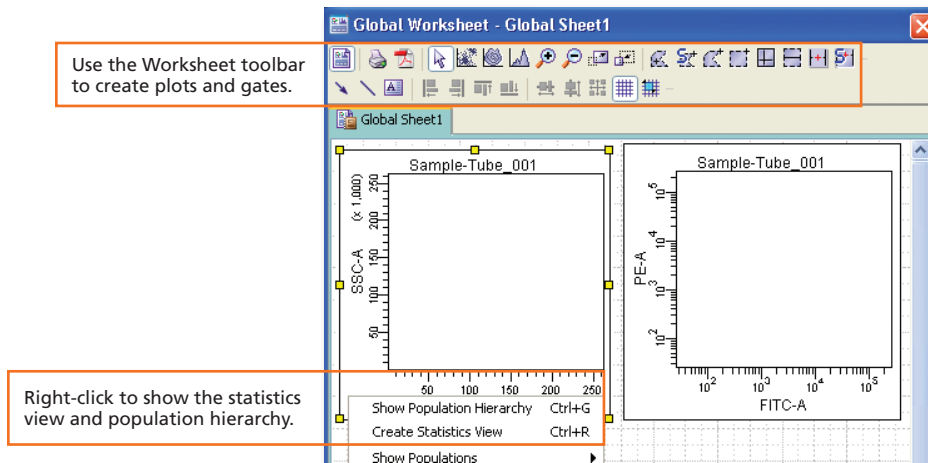 Global Worksheet - Global Sheet1
Use the Worksheet toolbar
to create plots and gates.
Global Sheet1
Sample-Tube_001
SSC-A (x 1,000)
250
200
150
100
50
50 100 150 200 250
Sample-Tube_001
PE-A
10^5
10^4
10^3
10^2
10^2 10^3 10^4 10^5
FITC-A
Right-click to show the statistics
view and population hierarchy.
Show Population Hierarchy Ctrl+G
Create Statistics View Ctrl+R
Show Populations